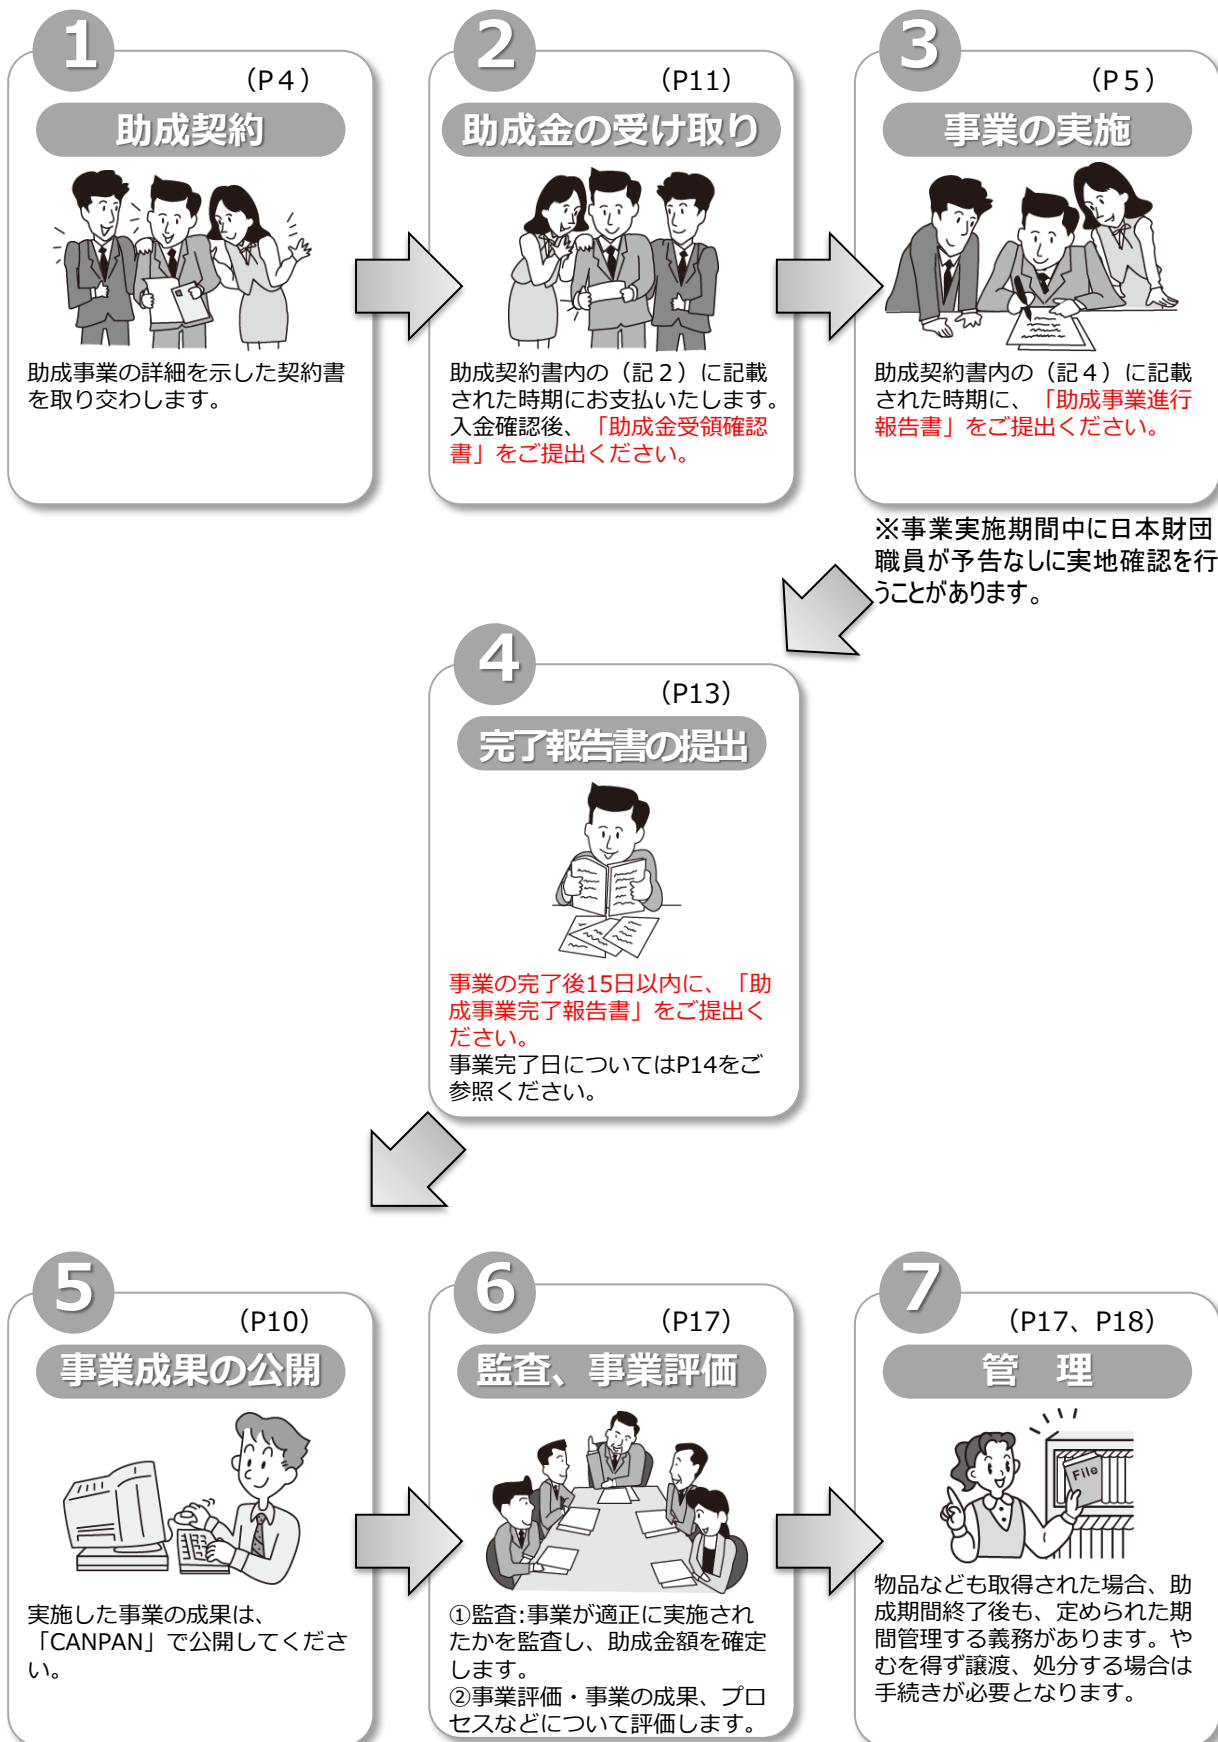 1
（P４）
助成契約
助成事業の詳細を示した契約書
を取り交わします。
2
（P11）
助成金の受け取り
助成契約書内の（記２）に記載
された時期にお支払いたします。
入金確認後、「助成金受領確認
書」をご提出ください。
3
（P５）
事業の実施
助成契約書内の（記４）に記載
された時期に、「助成事業進行
報告書」をご提出ください。
※事業実施期間中に日本財団
職員が予告なしに実地確認を行
うことがあります。
4
（P13）
完了報告書の提出
事業の完了後15日以内に、「助
成事業完了報告書」をご提出く
ださい。
事業完了日についてはP14をご
参照ください。
5
（P10）
事業成果の公開
実施した事業の成果は、
「CANPAN」で公開してくださ
い。
6
（P17）
監査、事業評価
①監査:事業が適正に実施され
たかを監査し、助成金額を確定
します。
②事業評価・事業の成果、プロ
セスなどについて評価します。
7
（P17、P18）
管　理
File
物品なども取得された場合、助
成期間終了後も、定められた期
間管理する義務があります。や
むを得ず譲渡、処分する場合は
手続きが必要となります。